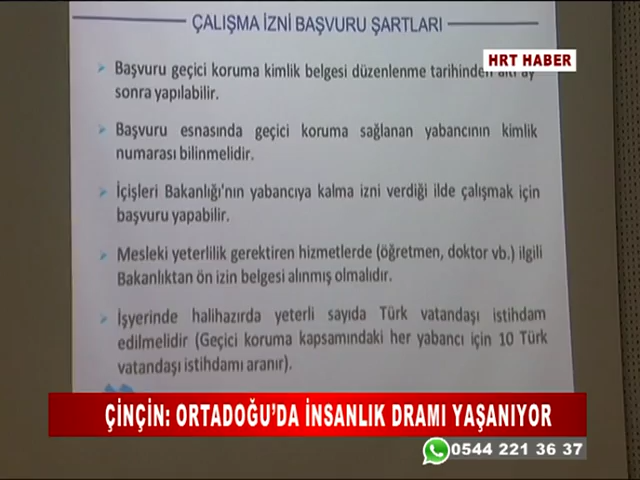 ÇALIŞMA İZNİ BAŞVURU ŞARTLARI
HRT HABER
Başvuru geçici koruma kimlik belgesi düzenlenme tarihinden altı ay
sonra yapılabilir.
Başvuru esnasında geçici koruma sağlanan yabancının kimlik
numarası bilinmelidir.
İçişleri Bakanlığı'nın yabancıya kalma izni verdiği ilde çalışmak için
başvuru yapabilir.
Mesleki yeterlilik gerektiren hizmetlerde (öğretmen, doktor vb.) ilgili
Bakanlıktan ön izin belgesi alınmış olmalıdır.
İşyerinde halihazırda yeterli sayıda Türk vatandaşı istihdam
edilmelidir (Geçici koruma kapsamındaki her yabancı için 10 Türk
vatandaşı istihdamı aranır).
ÇİNÇİN: ORTADOĞU'DA İNSANLIK DRAMI YAŞANIYOR
0544 221 36 37